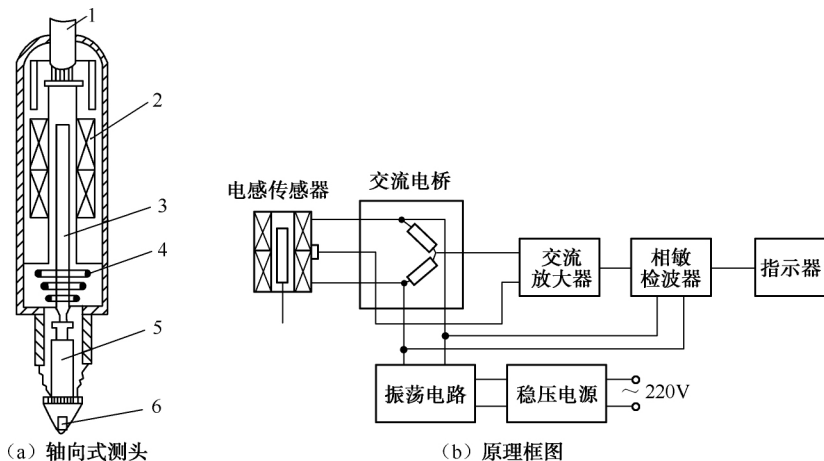 1
2
3
4
5
6
(a) 轴向式测头
电感传感器
交流电桥
交流
放大器
相敏
检波器
指示器
振荡电路
稳压电源
～220V
(b) 原理框图